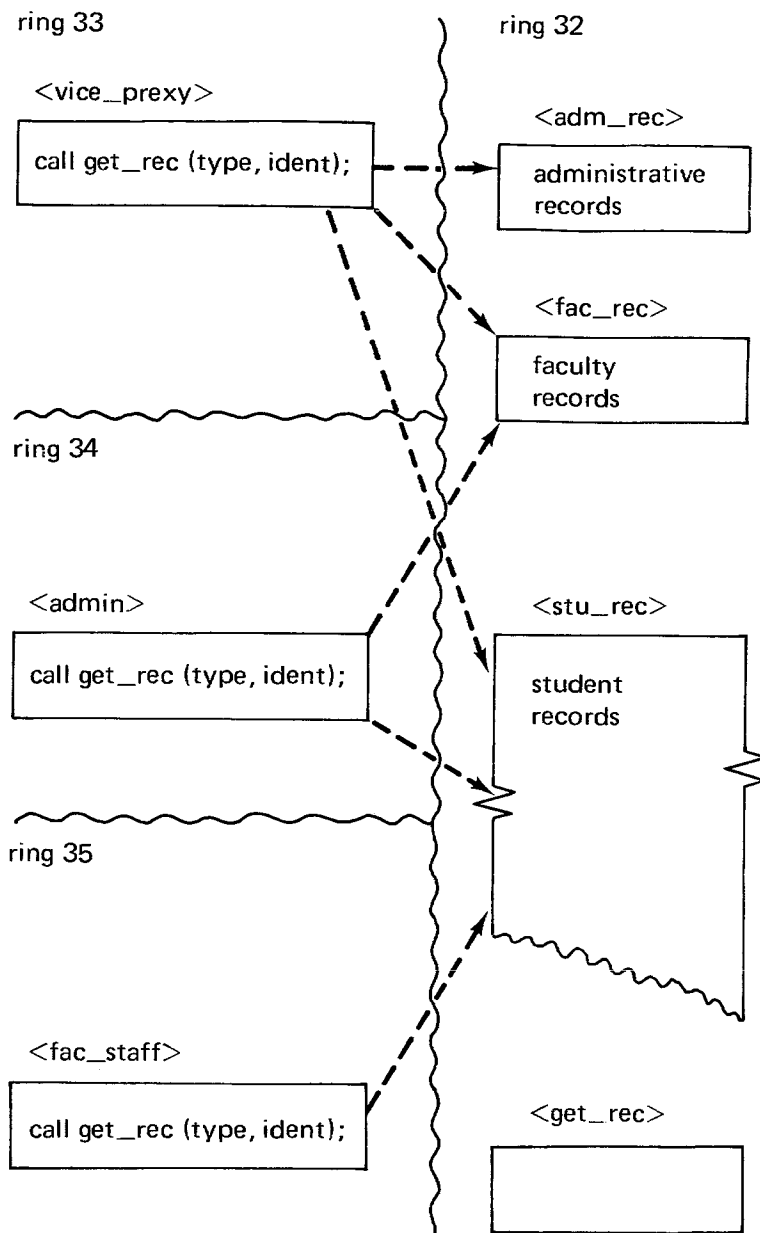 ring 33
<vice_prexy>
call get_rec (type, ident);
ring 32
<adm_rec>
administrative
records
<fac_rec>
faculty
records
ring 34
<admin>
call get_rec (type, ident);
<stu_rec>
student
records
ring 35
<fac_staff>
call get_rec (type, ident);
<get_rec>